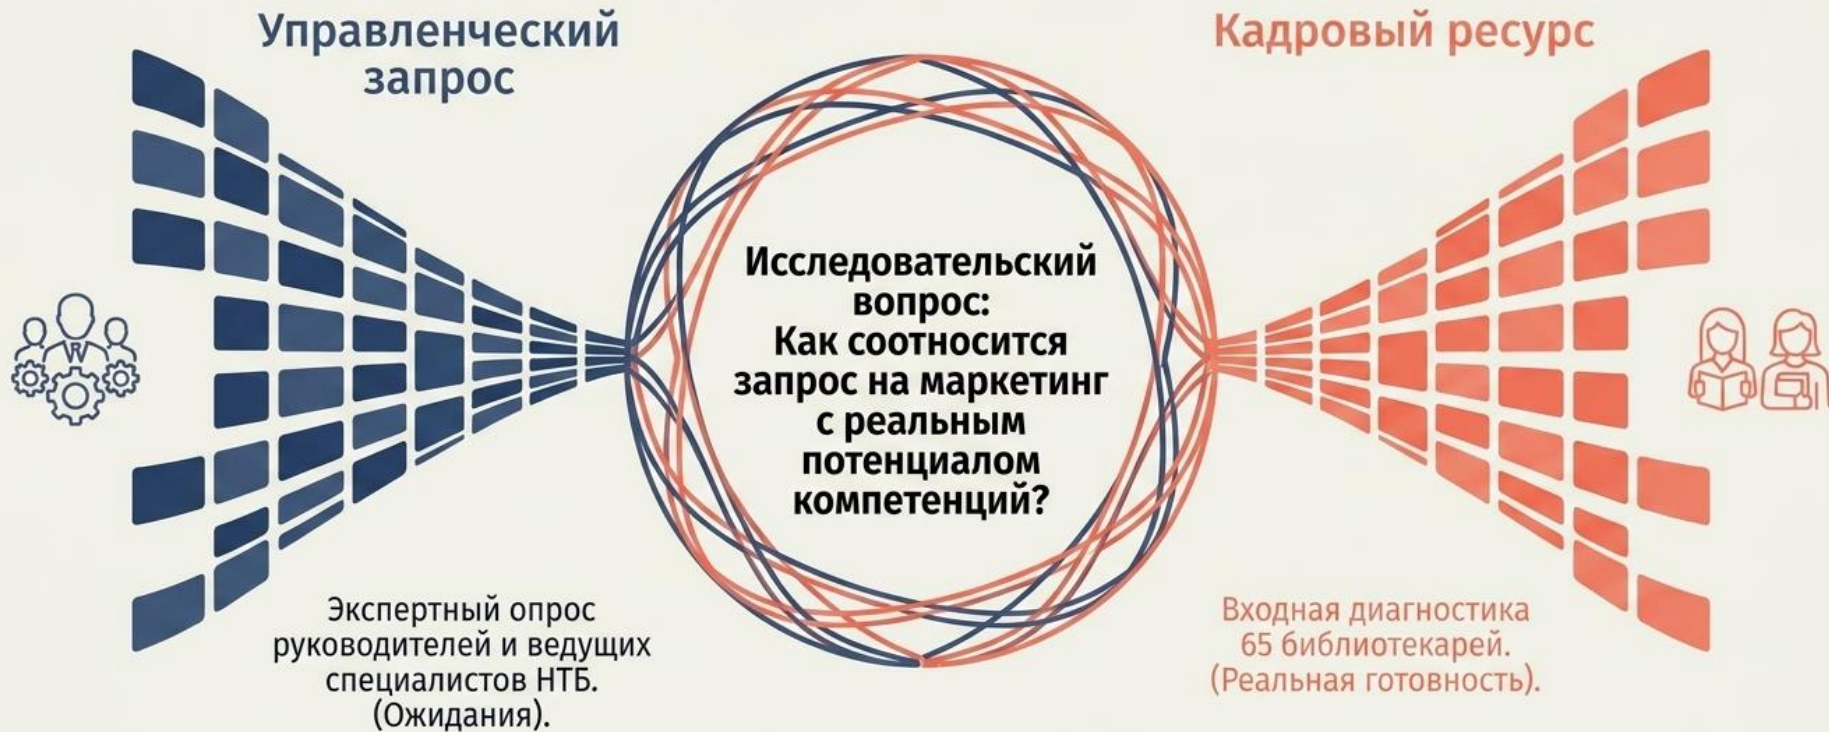 Управленческий
запрос
Кадровый ресурс
Исследовательский
вопрос:
Как соотносится
запрос на маркетинг
с реальным
потенциалом
компетенций?
Экспертный опрос
руководителей и ведущих
специалистов НТБ.
(Ожидания).
Входная диагностика
65 библиотекарей.
(Реальная готовность).